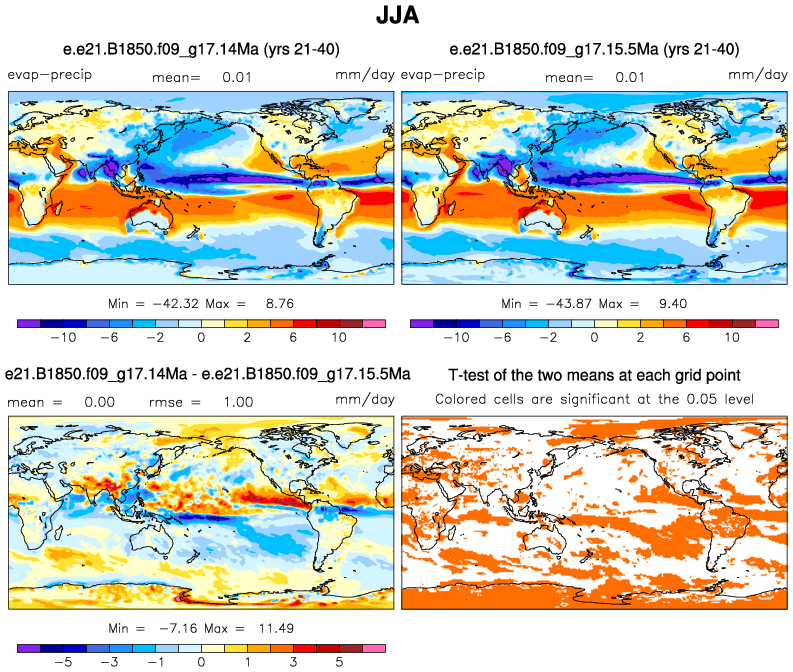 JJA
e.e21.B1850.f09_g17.14Ma (yrs 21-40)
evap-precip mean= 0.01 mm/day
Min = -42.32 Max = 8.76
-10 -6 -2 0 2 6 10
e.e21.B1850.f09_g17.15.5Ma (yrs 21-40)
evap-precip mean= 0.01 mm/day
Min = -43.87 Max = 9.40
-10 -6 -2 0 2 6 10
e21.B1850.f09_g17.14Ma - e.e21.B1850.f09_g17.15.5Ma
mean = 0.00 rmse = 1.00 mm/day
Min = -7.16 Max = 11.49
-5 -3 -1 0 1 3 5
T-test of the two means at each grid point
Colored cells are significant at the 0.05 level